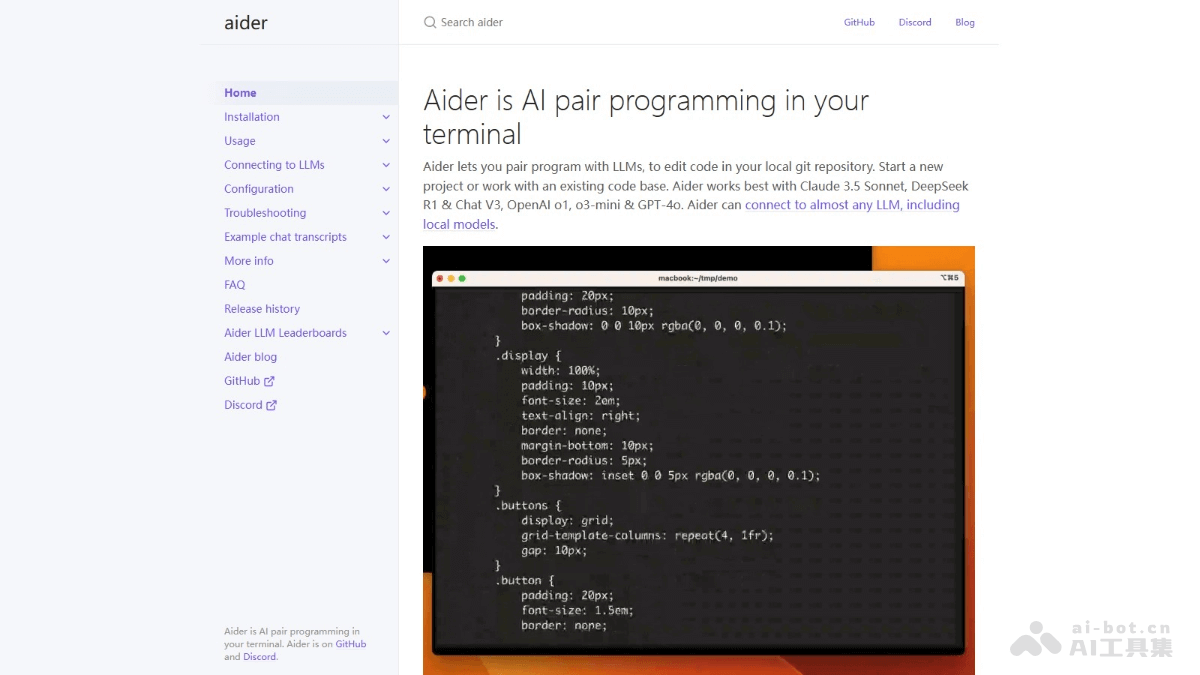 aider
Search aider
GitHub
Discord
Blog
Home
Installation
Usage
Connecting to LLMs
Configuration
Troubleshooting
Example chat transcripts
More info
FAQ
Release history
Aider LLM Leaderboards
Aider blog
GitHub
Discord
Aider is AI pair programming in
your terminal. Aider is on GitHub
and Discord.
Aider is AI pair programming in your
terminal
Aider lets you pair program with LLMs, to edit code in your local git repository. Start a new
project or work with an existing code base. Aider works best with Claude 3.5 Sonnet, DeepSeek
R1 & Chat V3, OpenAI o1, o3-mini & GPT-4o. Aider can connect to almost any LLM, including
local models.
macbook:~/tmp/demo
⌥⌘5
padding: 20px;
border-radius: 10px;
box-shadow: 0 0 10px rgba(0, 0, 0, 0.1);
}
.display {
width: 100%;
padding: 10px;
font-size: 2em;
text-align: right;
border: none;
margin-bottom: 10px;
border-radius: 5px;
box-shadow: inset 0 0 5px rgba(0, 0, 0, 0.1);
}
.buttons {
display: grid;
grid-template-columns: repeat(4, 1fr);
gap: 10px;
}
.button {
padding: 20px;
font-size: 1.5em;
border: none;
ai-bot.cn
AI工具集